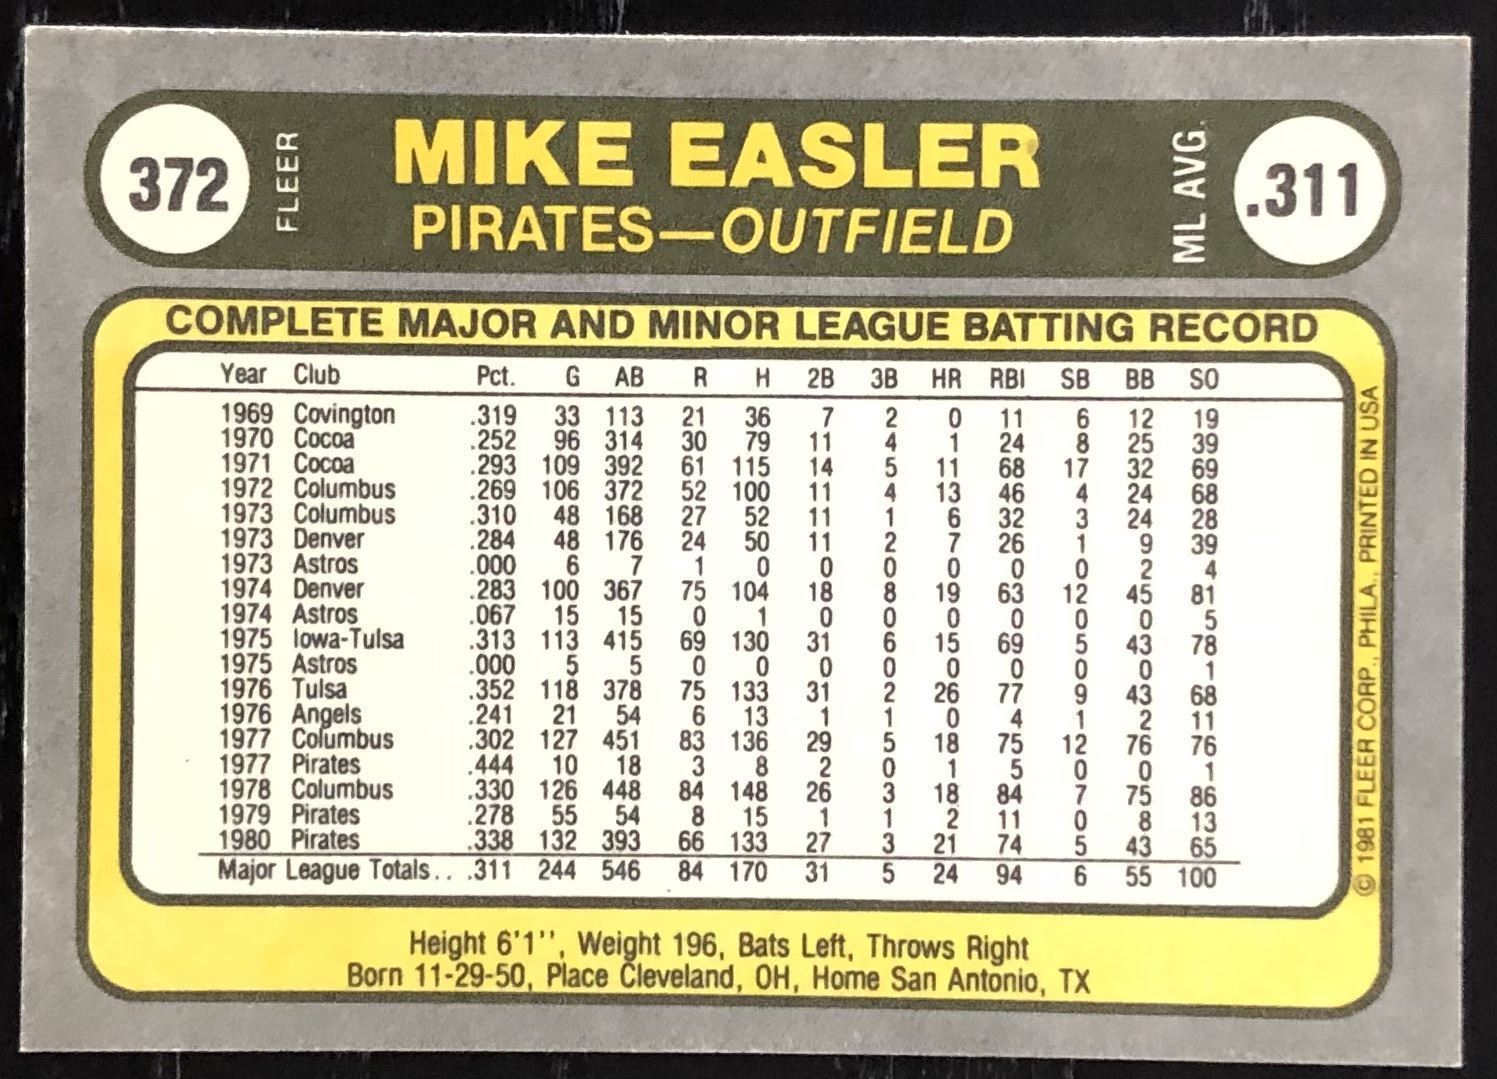 372 FLEER MIKE EASLER ML AVG. .311
PIRATES—OUTFIELD
COMPLETE MAJOR AND MINOR LEAGUE BATTING RECORD
Year Club Pct. G AB R H 2B 3B HR RBI SB BB SO
1969 Covington .319 33 113 21 36 7 2 0 11 6 12 19
1970 Cocoa .252 96 314 30 79 11 4 1 24 8 25 39
1971 Cocoa .293 109 392 61 115 14 5 11 68 17 32 69
1972 Columbus .269 106 372 52 100 11 4 13 46 4 24 68
1973 Columbus .310 48 168 27 52 11 1 6 32 3 24 28
1973 Denver .284 48 176 24 50 11 2 7 26 1 9 39
1973 Astros .000 6 7 1 0 0 0 0 0 0 2 4
1974 Denver .283 100 367 75 104 18 8 19 63 12 45 81
1974 Astros .067 15 15 0 1 0 0 0 0 0 0 5
1975 Iowa-Tulsa .313 113 415 69 130 31 6 15 69 5 43 78
1975 Astros .000 5 5 0 0 0 0 0 0 0 0 1
1976 Tulsa .352 118 378 75 133 31 2 26 77 9 43 68
1976 Angels .241 21 54 6 13 1 1 0 4 1 2 11
1977 Columbus .302 127 451 83 136 29 5 18 75 12 76 76
1977 Pirates .444 10 18 3 8 2 0 1 5 0 0 1
1978 Columbus .330 126 448 84 148 26 3 18 84 7 75 86
1979 Pirates .278 55 54 8 15 1 1 2 11 0 8 13
1980 Pirates .338 132 393 66 133 27 3 21 74 5 43 65
Major League Totals.. .311 244 546 84 170 31 5 24 94 6 55 100
Height 6'1'', Weight 196, Bats Left, Throws Right
Born 11-29-50, Place Cleveland, OH, Home San Antonio, TX
© 1981 FLEER CORP., PHILA., PRINTED IN USA